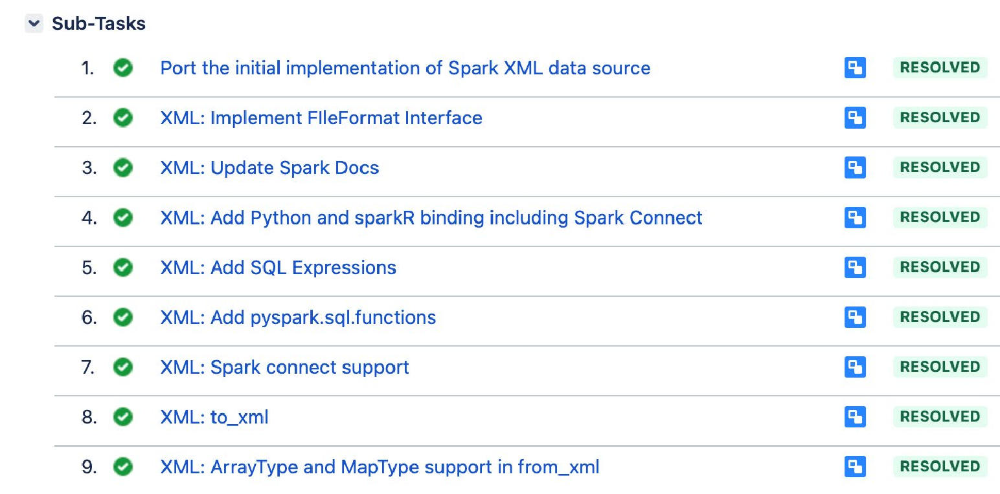 Sub-Tasks
1. Port the initial implementation of Spark XML data source RESOLVED
2. XML: Implement FIleFormat Interface RESOLVED
3. XML: Update Spark Docs RESOLVED
4. XML: Add Python and sparkR binding including Spark Connect RESOLVED
5. XML: Add SQL Expressions RESOLVED
6. XML: Add pyspark.sql.functions RESOLVED
7. XML: Spark connect support RESOLVED
8. XML: to_xml RESOLVED
9. XML: ArrayType and MapType support in from_xml RESOLVED